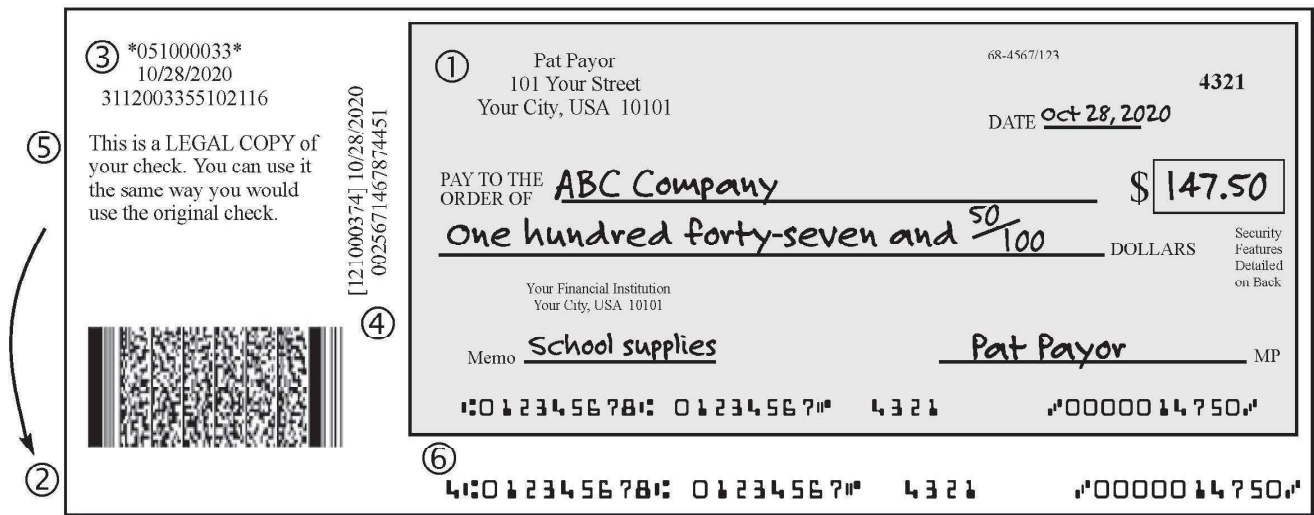 ③ *051000033*
10/28/2020
3112003355102116
⑤ This is a LEGAL COPY of
your check. You can use it
the same way you would
use the original check.
②
[121000374] 10/28/2020
0025671467874451
④
① Pat Payor
101 Your Street
Your City, USA 10101
68-4567/123
4321
DATE Oct 28, 2020
PAY TO THE
ORDER OF ABC Company $ 147.50
One hundred forty-seven and 50/100 DOLLARS
Security
Features
Detailed
on Back
Your Financial Institution
Your City, USA 10101
Memo School supplies Pat Payor MP
⑆012345678⑆ 01234567⑈ 4321 ⑇0000014750⑇
⑥
4⑆012345678⑆ 01234567⑈ 4321 ⑇0000014750⑇